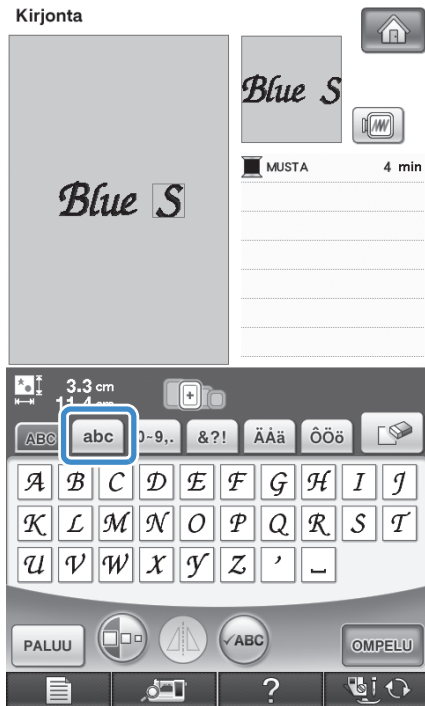 Kirjonta
Blue S
MUSTA 4 min
Blue S
3.3 cm
11.4 cm
ABC abc 0~9,. &?! ÄÅä ÔÖö
A B C D E F G H I J
K L M N O P Q R S T
U V W X Y Z ’ ⎵
PALUU ABC OMPELU
?